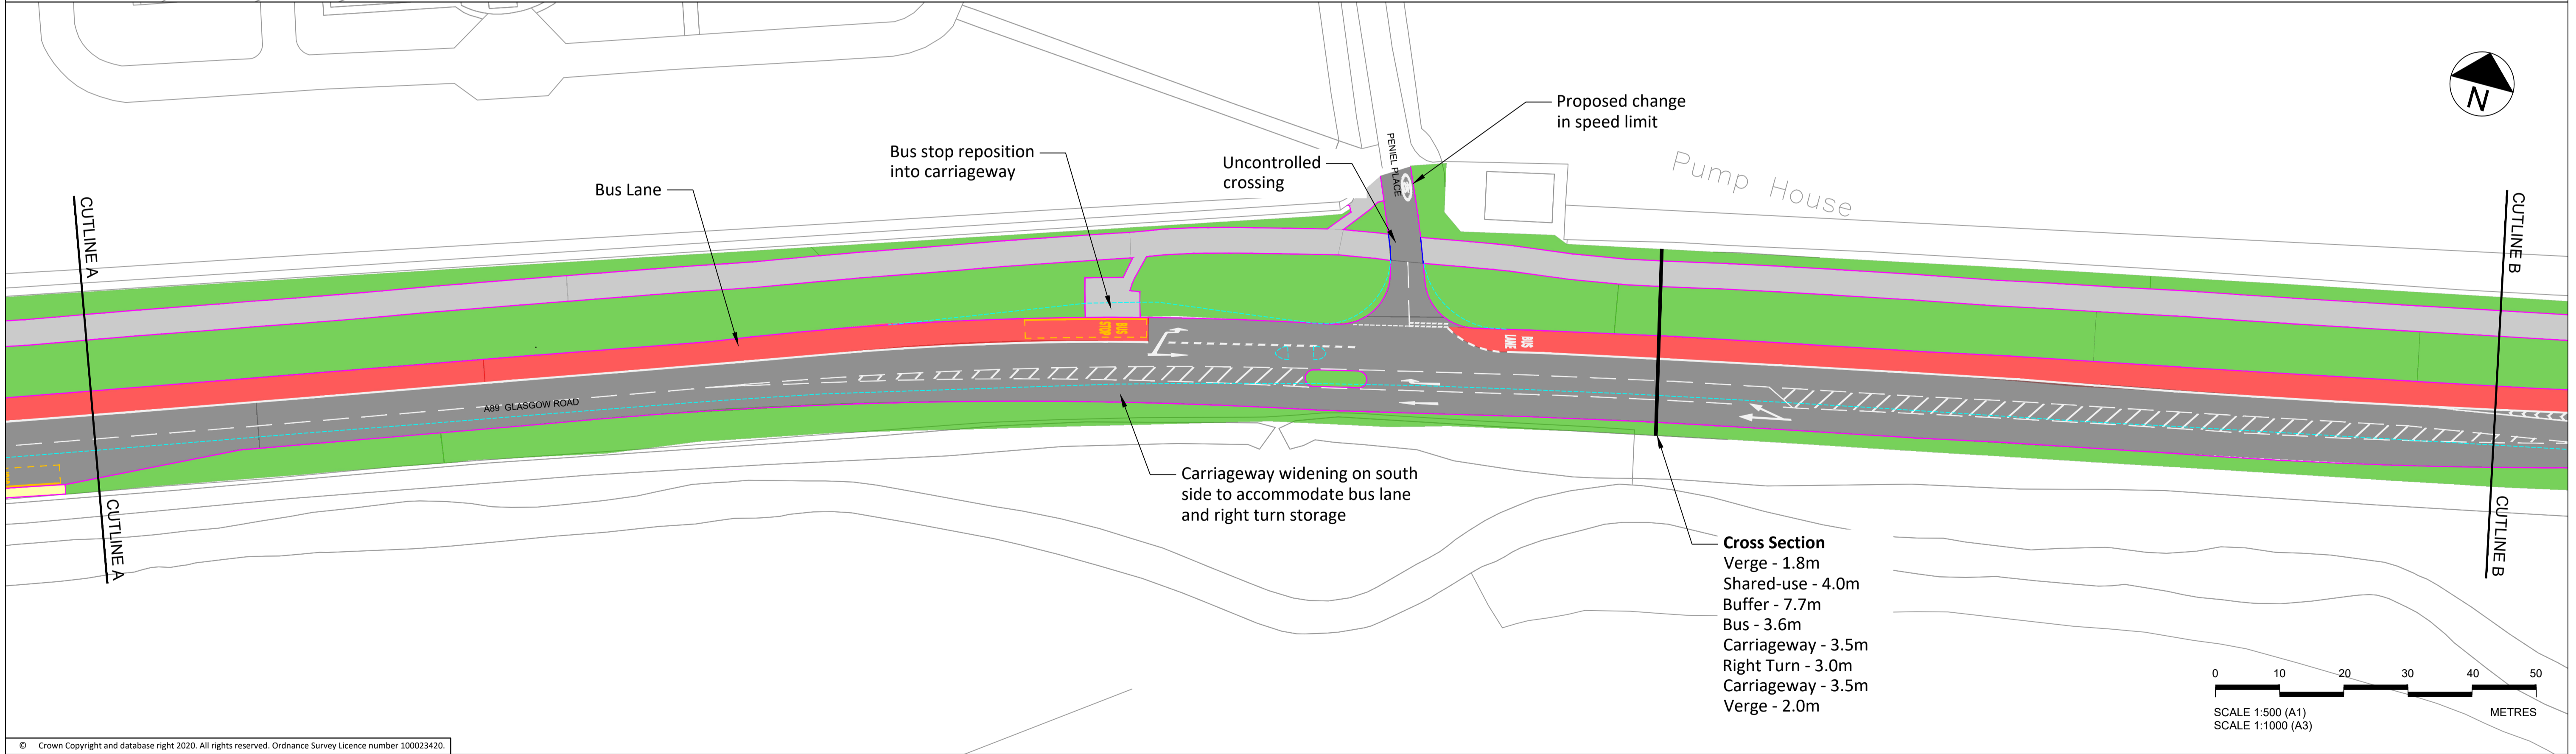 Proposed change
in speed limit
N
Bus stop reposition
into carriageway
Uncontrolled
crossing
PENIEL PLACE
Pump House
Bus Lane
CUTLINE A
CUTLINE B
BUS
STOP
BUS
LANE
A89 GLASGOW ROAD
Carriageway widening on south
side to accommodate bus lane
and right turn storage
CUTLINE A
CUTLINE B
Cross Section
Verge - 1.8m
Shared-use - 4.0m
Buffer - 7.7m
Bus - 3.6m
Carriageway - 3.5m
Right Turn - 3.0m
Carriageway - 3.5m
Verge - 2.0m
0 10 20 30 40 50
SCALE 1:500 (A1) METRES
SCALE 1:1000 (A3)
© Crown Copyright and database right 2020. All rights reserved. Ordnance Survey Licence number 100023420.